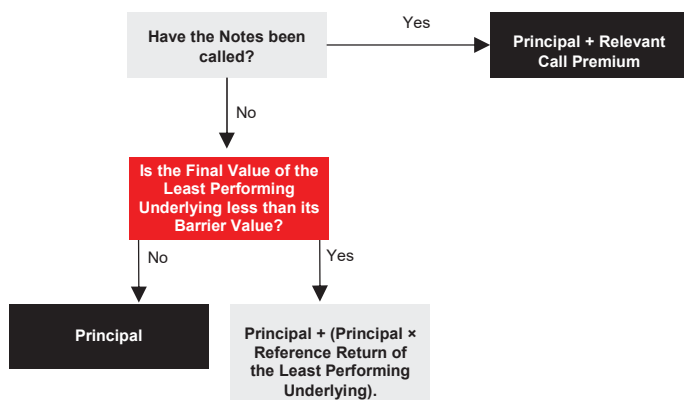 Have the Notes been
called?
Yes
Principal + Relevant
Call Premium
No
Is the Final Value of the
Least Performing
Underlying less than its
Barrier Value?
No
Yes
Principal
Principal + (Principal ×
Reference Return of
the Least Performing
Underlying).